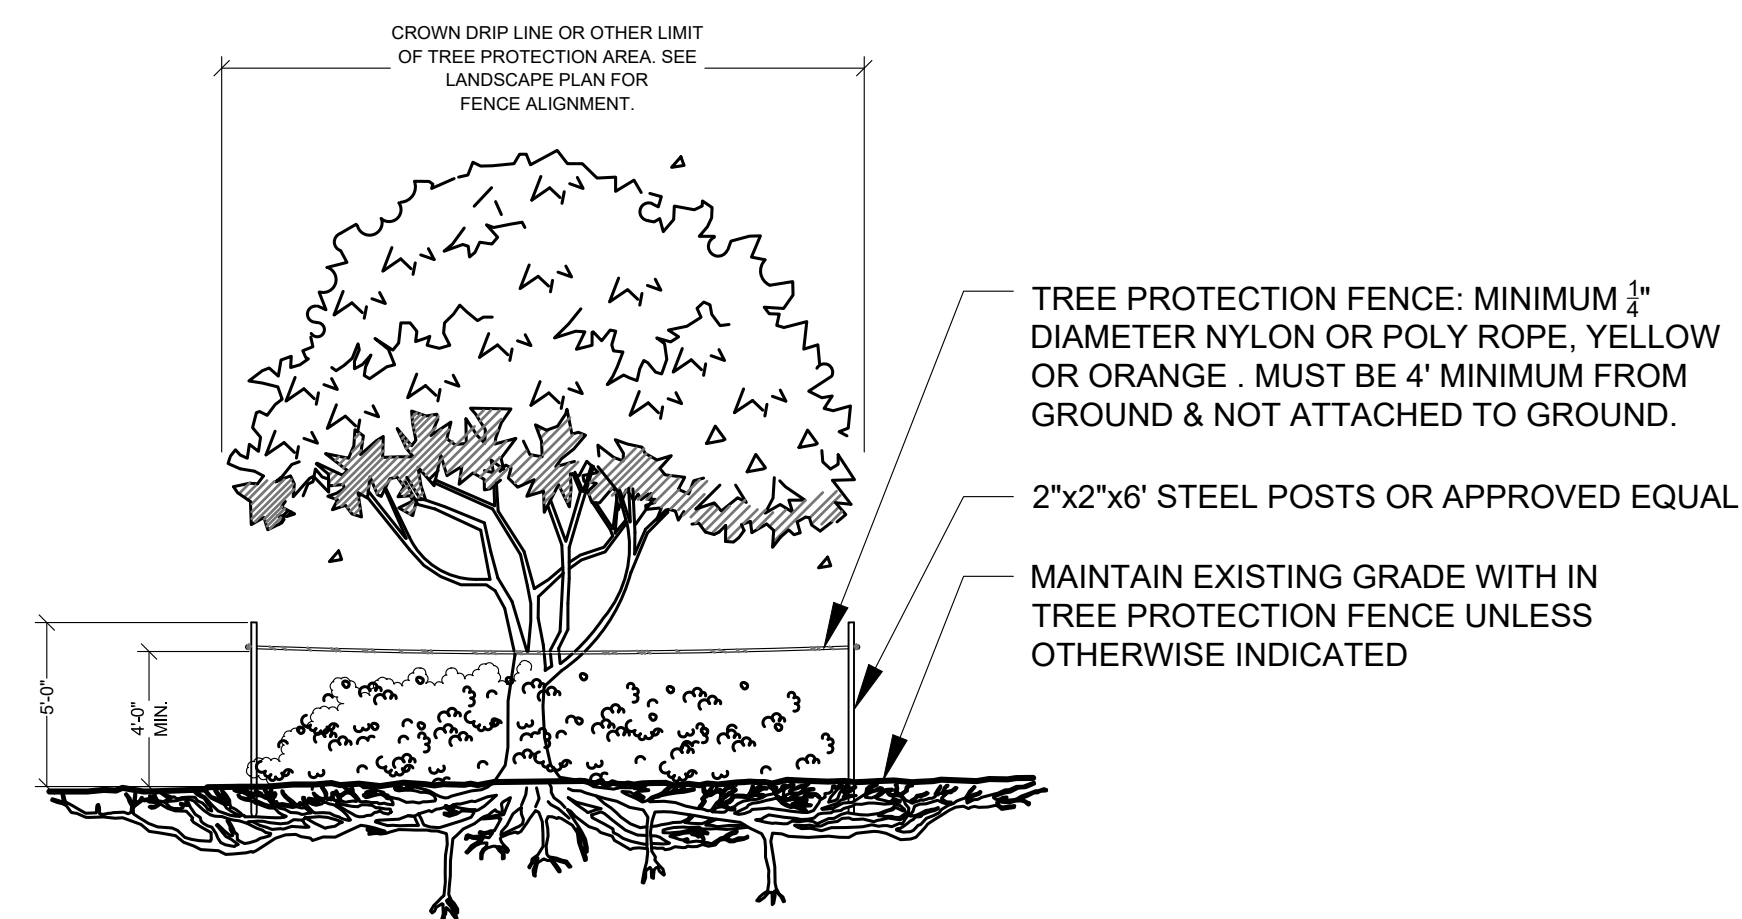 CROWN DRIP LINE OR OTHER LIMIT
OF TREE PROTECTION AREA. SEE
LANDSCAPE PLAN FOR
FENCE ALIGNMENT.
TREE PROTECTION FENCE: MINIMUM 1/4"
DIAMETER NYLON OR POLY ROPE, YELLOW
OR ORANGE . MUST BE 4' MINIMUM FROM
GROUND & NOT ATTACHED TO GROUND.
2"x2"x6' STEEL POSTS OR APPROVED EQUAL
MAINTAIN EXISTING GRADE WITH IN
TREE PROTECTION FENCE UNLESS
OTHERWISE INDICATED
5'-0"
4'-0"
MIN.